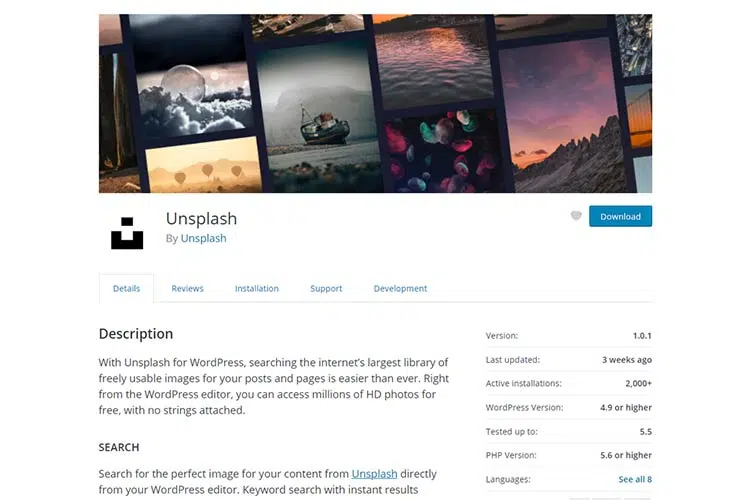 Unsplash
By Unsplash
Download
Details
Reviews
Installation
Support
Development
Description
With Unsplash for WordPress, searching the internet's largest library of
freely usable images for your posts and pages is easier than ever. Right
from the WordPress editor, you can access millions of HD photos for
free, with no strings attached.
SEARCH
Search for the perfect image for your content from Unsplash directly
from your WordPress editor. Keyword search with instant results
Version: 1.0.1
Last updated: 3 weeks ago
Active installations: 2,000+
WordPress Version: 4.9 or higher
Tested up to: 5.5
PHP Version: 5.6 or higher
Languages: See all 8